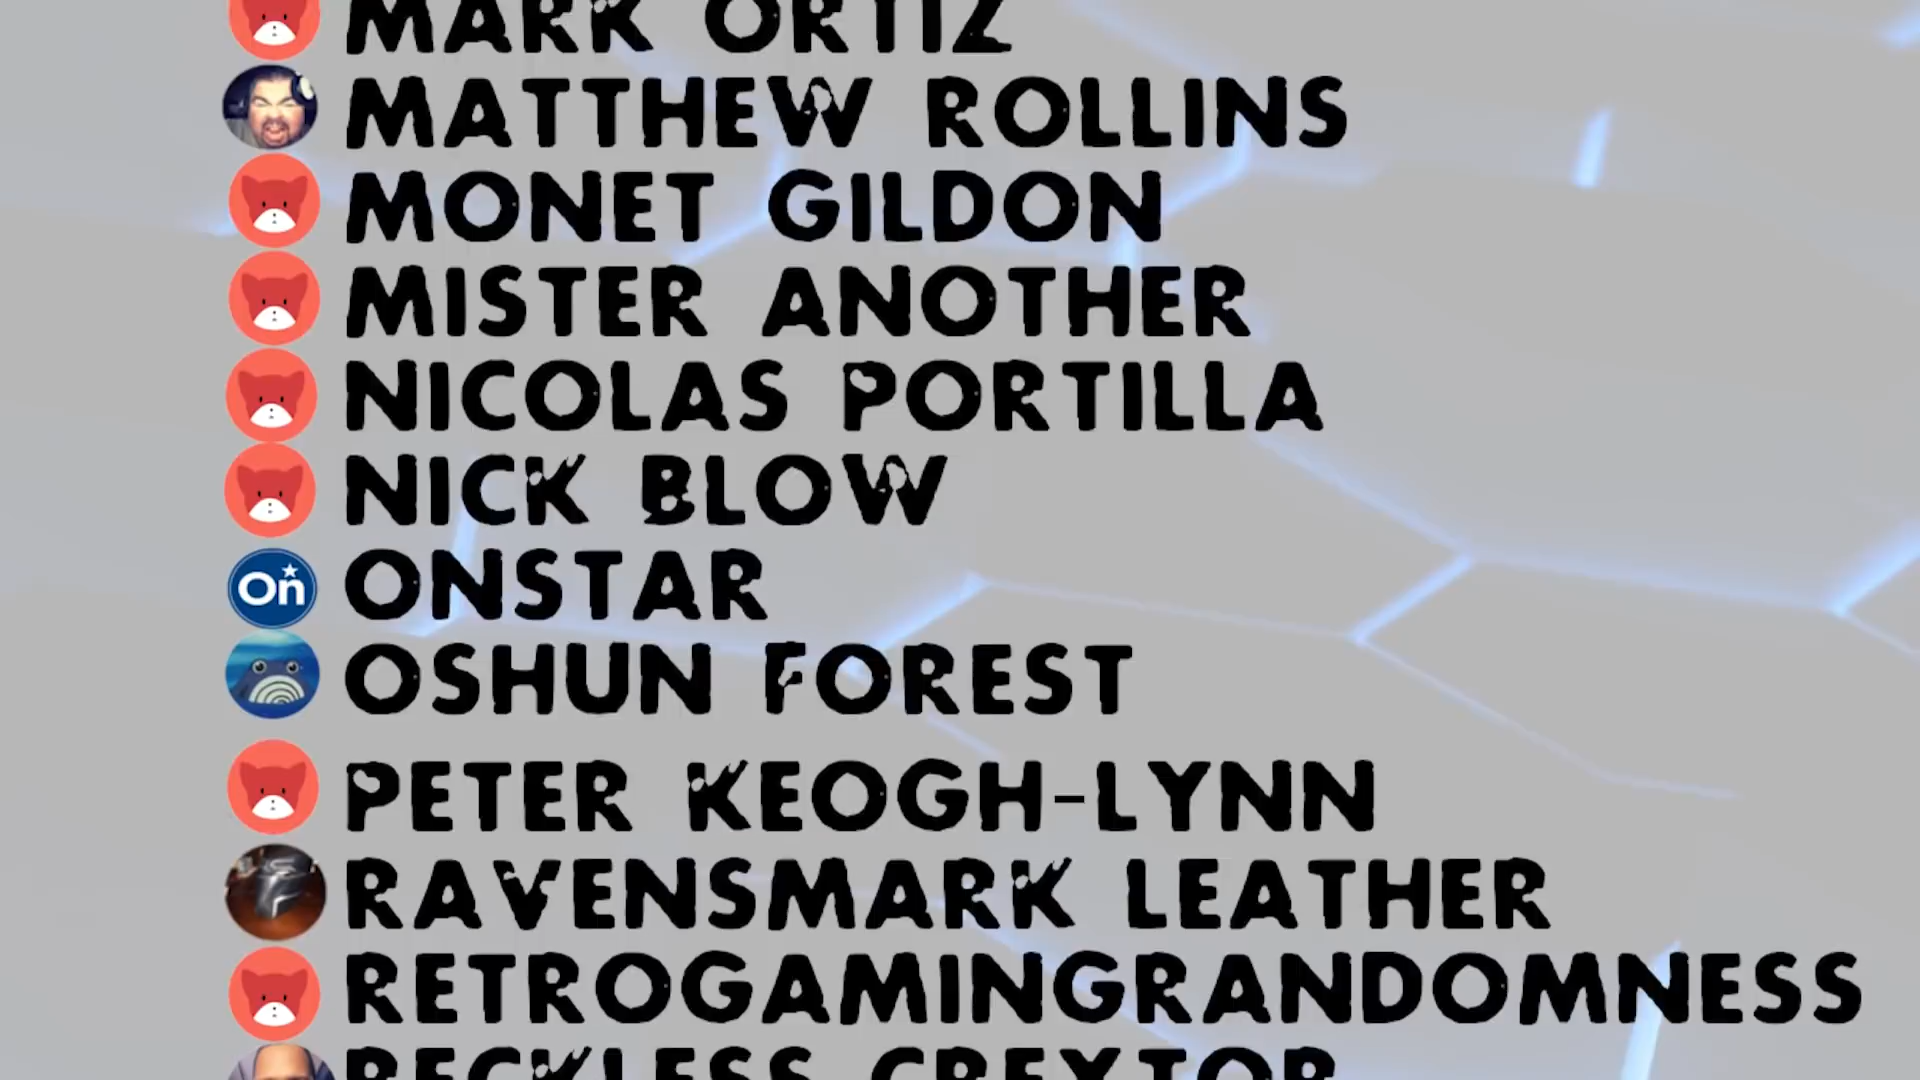 MARK ORTIZ
MATTHEW ROLLINS
MONET GILDON
MISTER ANOTHER
NICOLAS PORTILLA
NICK BLOW
On ONSTAR
OSHUN FOREST
PETER KEOGH-LYNN
RAVENSMARK LEATHER
RETROGAMINGRANDOMNESS
RECKLESS